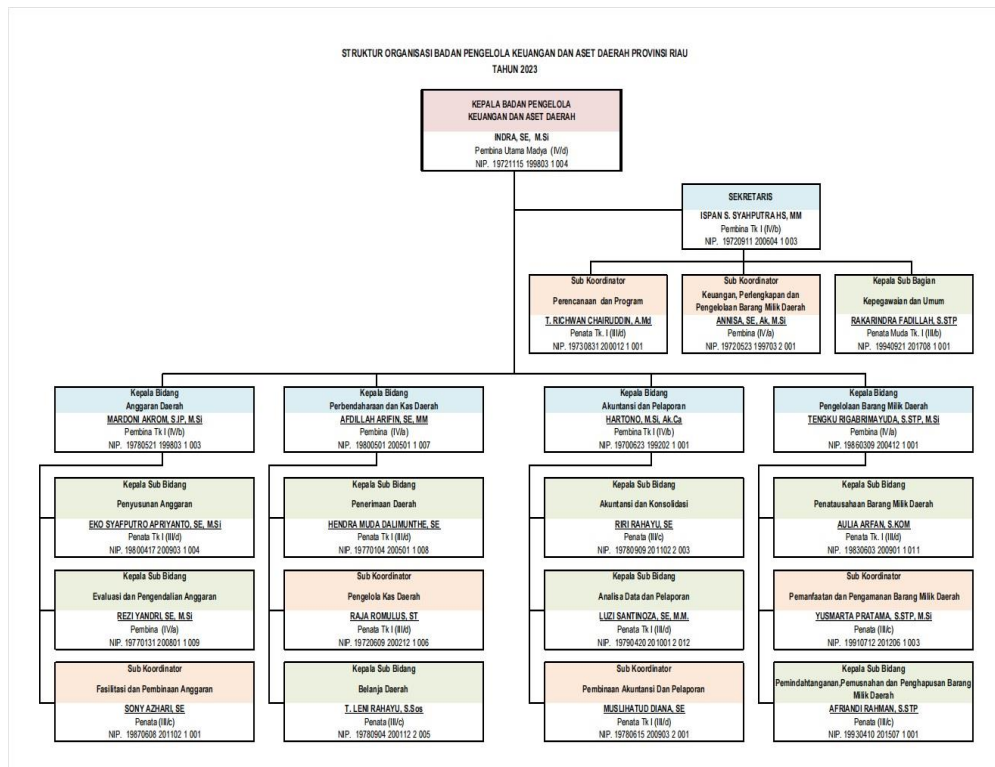 STRUKTUR ORGANISASI BADAN PENGELOLA KEUANGAN DAN ASET DAERAH PROVINSI RIAU
TAHUN 2023
KEPALA BADAN PENGELOLA
KEUANGAN DAN ASET DAERAH
INDRA, SE, M.Si
Pembina Utama Madya (IV/d)
NIP. 19721115 199803 1 004
SEKRETARIS
ISPAN S. SYAHPUTRA HS, MM
Pembina Tk I (IV/b)
NIP. 19720911 200604 1 003
Sub Koordinator
Perencanaan dan Program
T. RICHWAN CHAIRUDDIN, A.Md
Penata Tk. I (III/d)
NIP. 19730831 200012 1 001
Sub Koordinator
Keuangan, Perlengkapan dan
Pengelolaan Barang Milik Daerah
ANNISA, SE, Ak, M.Si
Pembina (IV/a)
NIP. 19720523 199703 2 001
Kepala Sub Bagian
Kepegawaian dan Umum
RAKARINDRA FADILLAH, S.STP
Penata Muda Tk. I (III/b)
NIP. 19940921 201708 1 001
Kepala Bidang
Anggaran Daerah
MARDONI AKROM, S.IP, M.Si
Pembina Tk I (IV/b)
NIP. 19780521 199803 1 003
Kepala Bidang
Perbendaharaan dan Kas Daerah
AFDILLAH ARIFIN, SE, MM
Pembina (IV/a)
NIP. 19800501 200501 1 007
Kepala Bidang
Akuntansi dan Pelaporan
HARTONO, M.Si, Ak.Ca
Pembina Tk I (IV/b)
NIP. 19700623 199202 1 001
Kepala Bidang
Pengelolaan Barang Milik Daerah
TENGKU RIGABRIMAYUDA, S.STP, M.Si
Pembina (IV/a)
NIP. 19860309 200412 1 001
Kepala Sub Bidang
Penyusunan Anggaran
EKO SYAFPUTRO APRIYANTO, SE, M.Si
Penata Tk I (III/d)
NIP. 19800417 200903 1 004
Kepala Sub Bidang
Penerimaan Daerah
HENDRA MUDA DALIMUNTHE, SE
Penata Tk I (III/d)
NIP. 19770104 200501 1 008
Kepala Sub Bidang
Akuntansi dan Konsolidasi
RIRI RAHAYU, SE
Penata (III/c)
NIP. 19780909 201102 2 003
Kepala Sub Bidang
Penatausahaan Barang Milik Daerah
AULIA ARFAN, S.KOM
Penata Tk. I (III/d)
NIP. 19830603 200901 1 011
Kepala Sub Bidang
Evaluasi dan Pengendalian Anggaran
REZI YANDRI, SE, M.Si
Pembina (IV/a)
NIP. 19770131 200801 1 009
Sub Koordinator
Pengelola Kas Daerah
RAJA ROMULUS, ST
Penata Tk I (III/d)
NIP. 19720609 200212 1 006
Kepala Sub Bidang
Analisa Data dan Pelaporan
LUZI SANTINOZA, SE, M.M.
Penata Tk I (III/d)
NIP. 19790420 201001 2 012
Sub Koordinator
Pemanfaatan dan Pengamanan Barang Milik Daerah
YUSMARTA PRATAMA, S.STP, M.Si
Penata (III/c)
NIP. 19910712 201206 1 003
Sub Koordinator
Fasilitasi dan Pembinaan Anggaran
SONY AZHARI, SE
Penata (III/c)
NIP. 19870608 201102 1 001
Kepala Sub Bidang
Belanja Daerah
T. LENI RAHAYU, S.Sos
Penata (III/c)
NIP. 19780904 200112 2 005
Sub Koordinator
Pembinaan Akuntansi Dan Pelaporan
MUSLIHATUD DIANA, SE
Penata Tk I (III/d)
NIP. 19780615 200903 2 001
Kepala Sub Bidang
Pemindahtanganan,Pemusnahan dan Penghapusan Barang
Milik Daerah
AFRIANDI RAHMAN, S.STP
Penata (III/c)
NIP. 19930410 201507 1 001